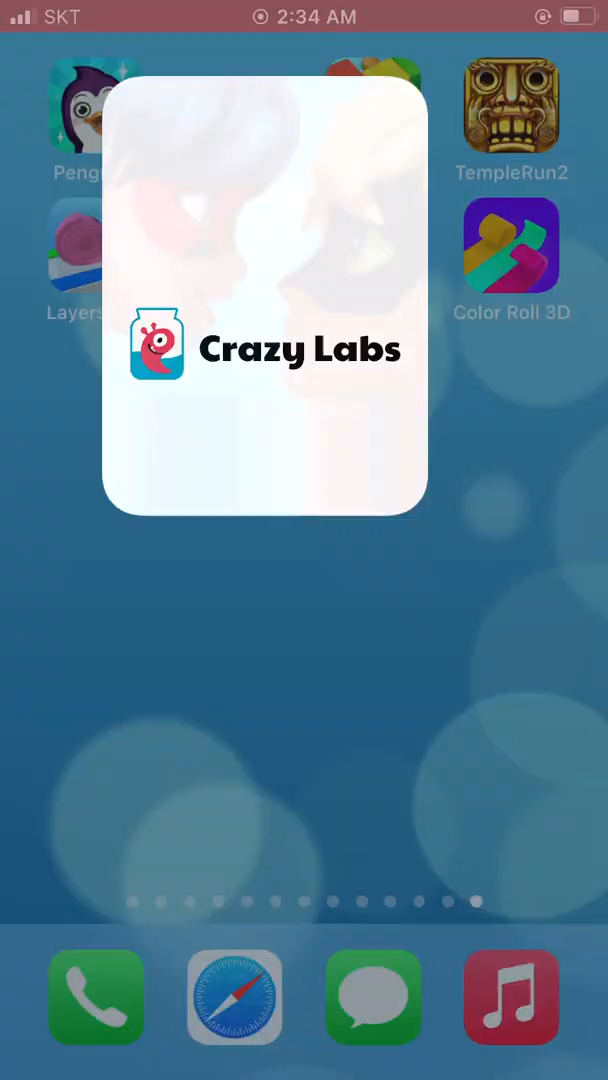 SKT 2:34 AM
Peng
TempleRun2
Layers
Color Roll 3D
Crazy Labs